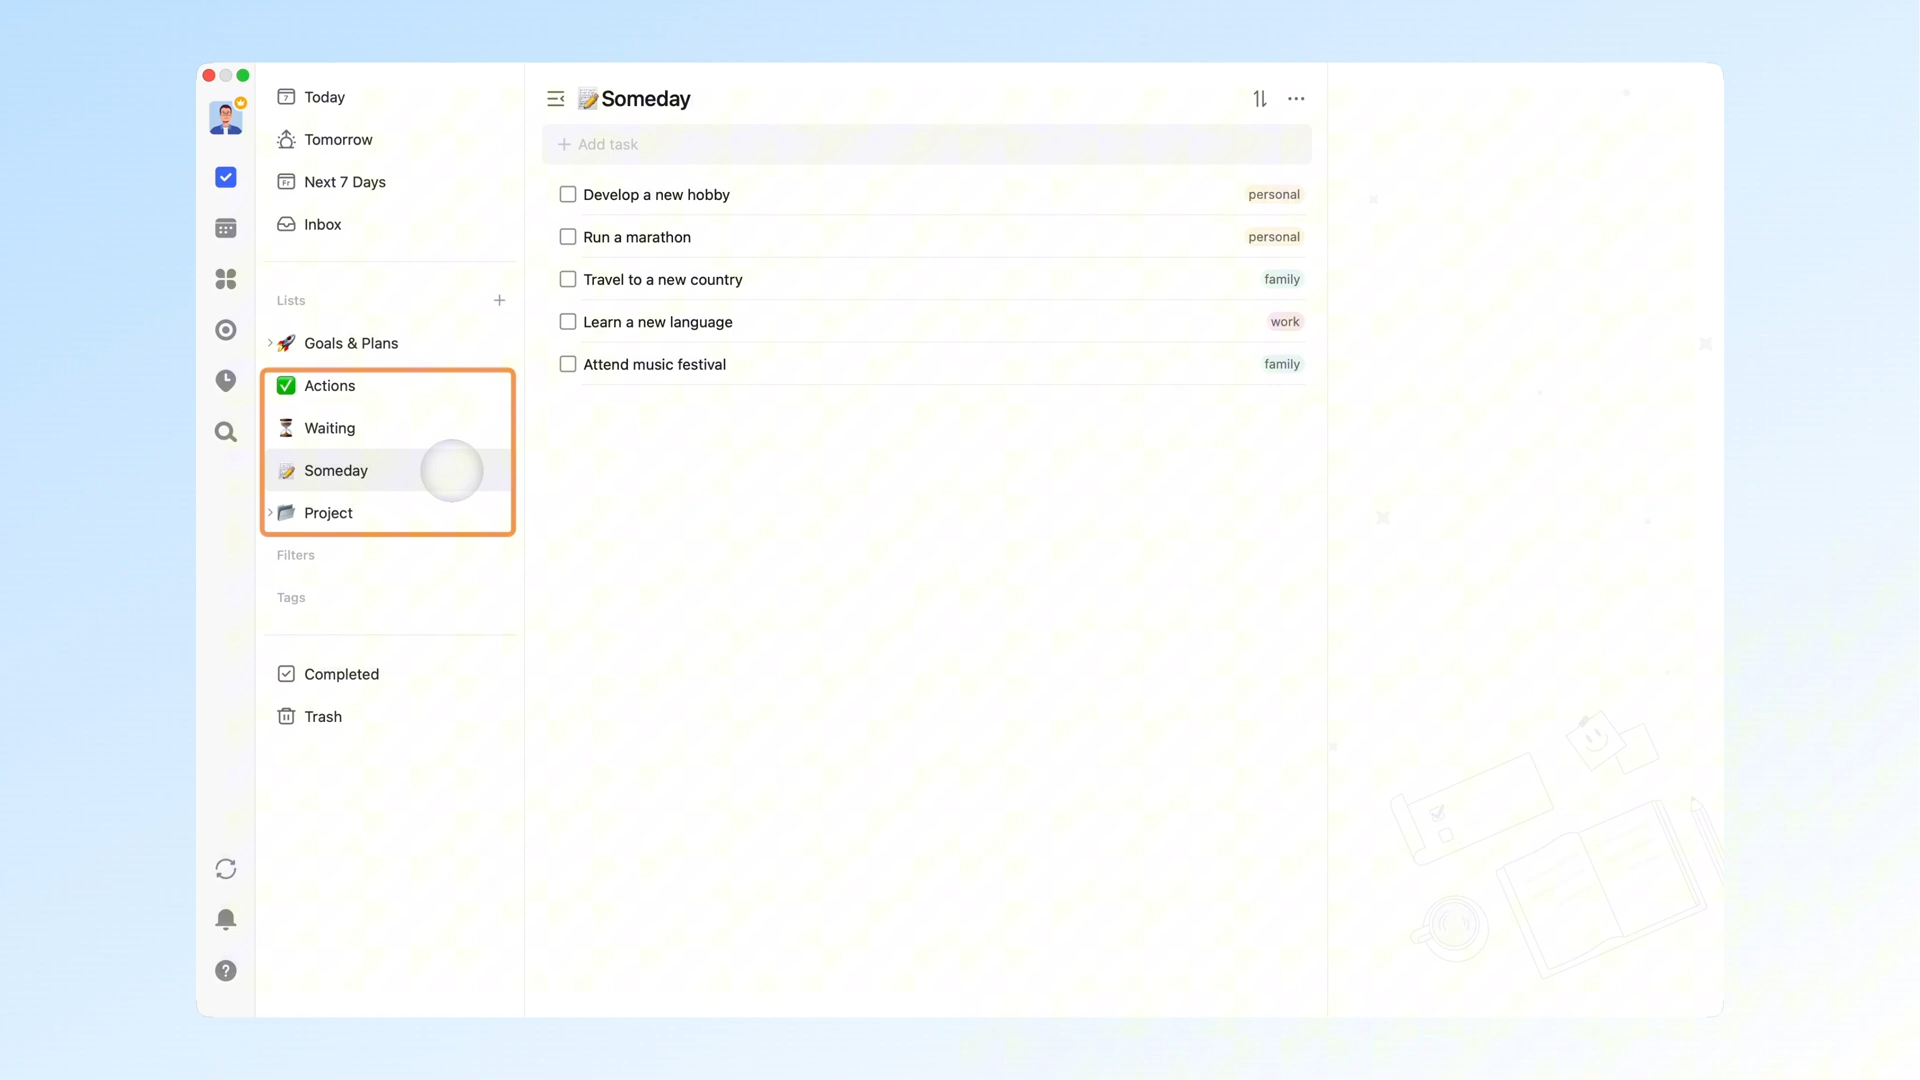 Today
Tomorrow
Next 7 Days
Inbox
Lists
Goals & Plans
Actions
Waiting
Someday
Project
Filters
Tags
Completed
Trash
Someday
Add task
Develop a new hobby personal
Run a marathon personal
Travel to a new country family
Learn a new language work
Attend music festival family